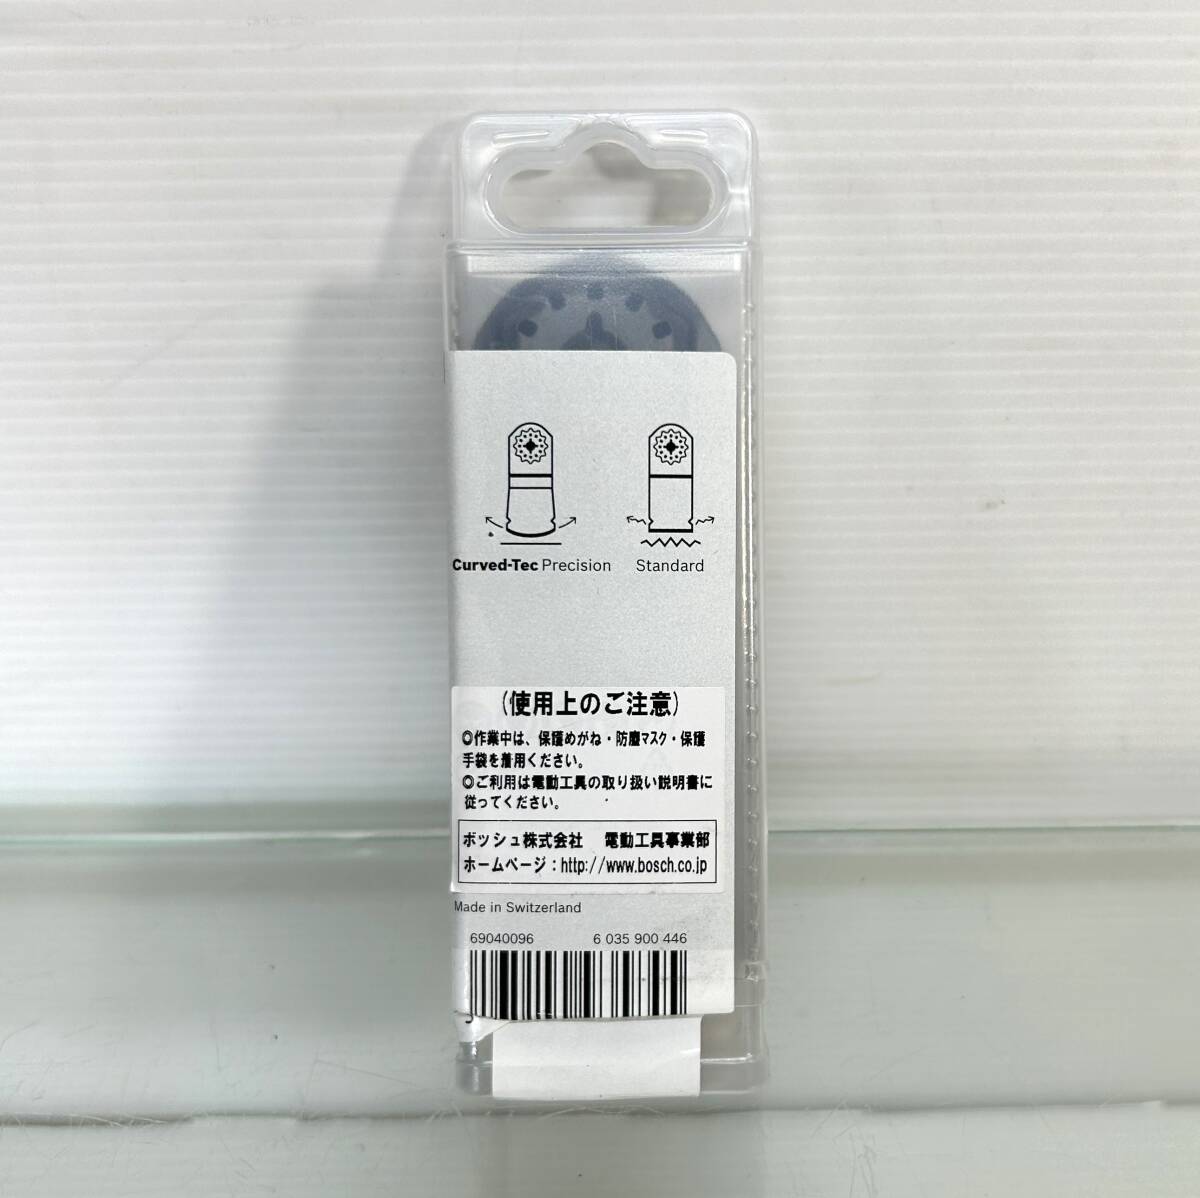 Curved-Tec Precision
Standard
(使用上のご注意)
◎作業中は、保護めがね・防塵マスク・保護
手袋を着用ください。
◎ご利用は電動工具の取り扱い説明書に
従ってください。
ボッシュ株式会社 電動工具事業部
ホームページ:http://www.bosch.co.jp
Made in Switzerland
69040096
6 035 900 446